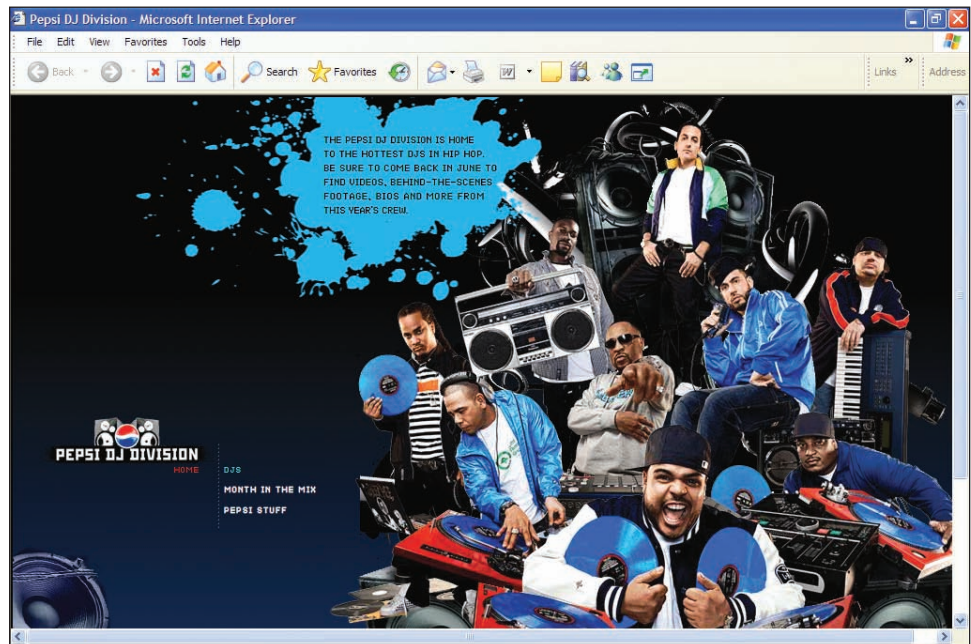 Pepsi DJ Division - Microsoft Internet Explorer
File Edit View Favorites Tools Help
Back Search Favorites Links » Address
THE PEPSI DJ DIVISION IS HOME
TO THE HOTTEST DJS IN HIP HOP.
BE SURE TO COME BACK IN JUNE TO
FIND VIDEOS, BEHIND-THE-SCENES
FOOTAGE, BIOS AND MORE FROM
THIS YEAR'S CREW.
PEPSI DJ DIVISION
HOME
DJS
MONTH IN THE MIX
PEPSI STUFF